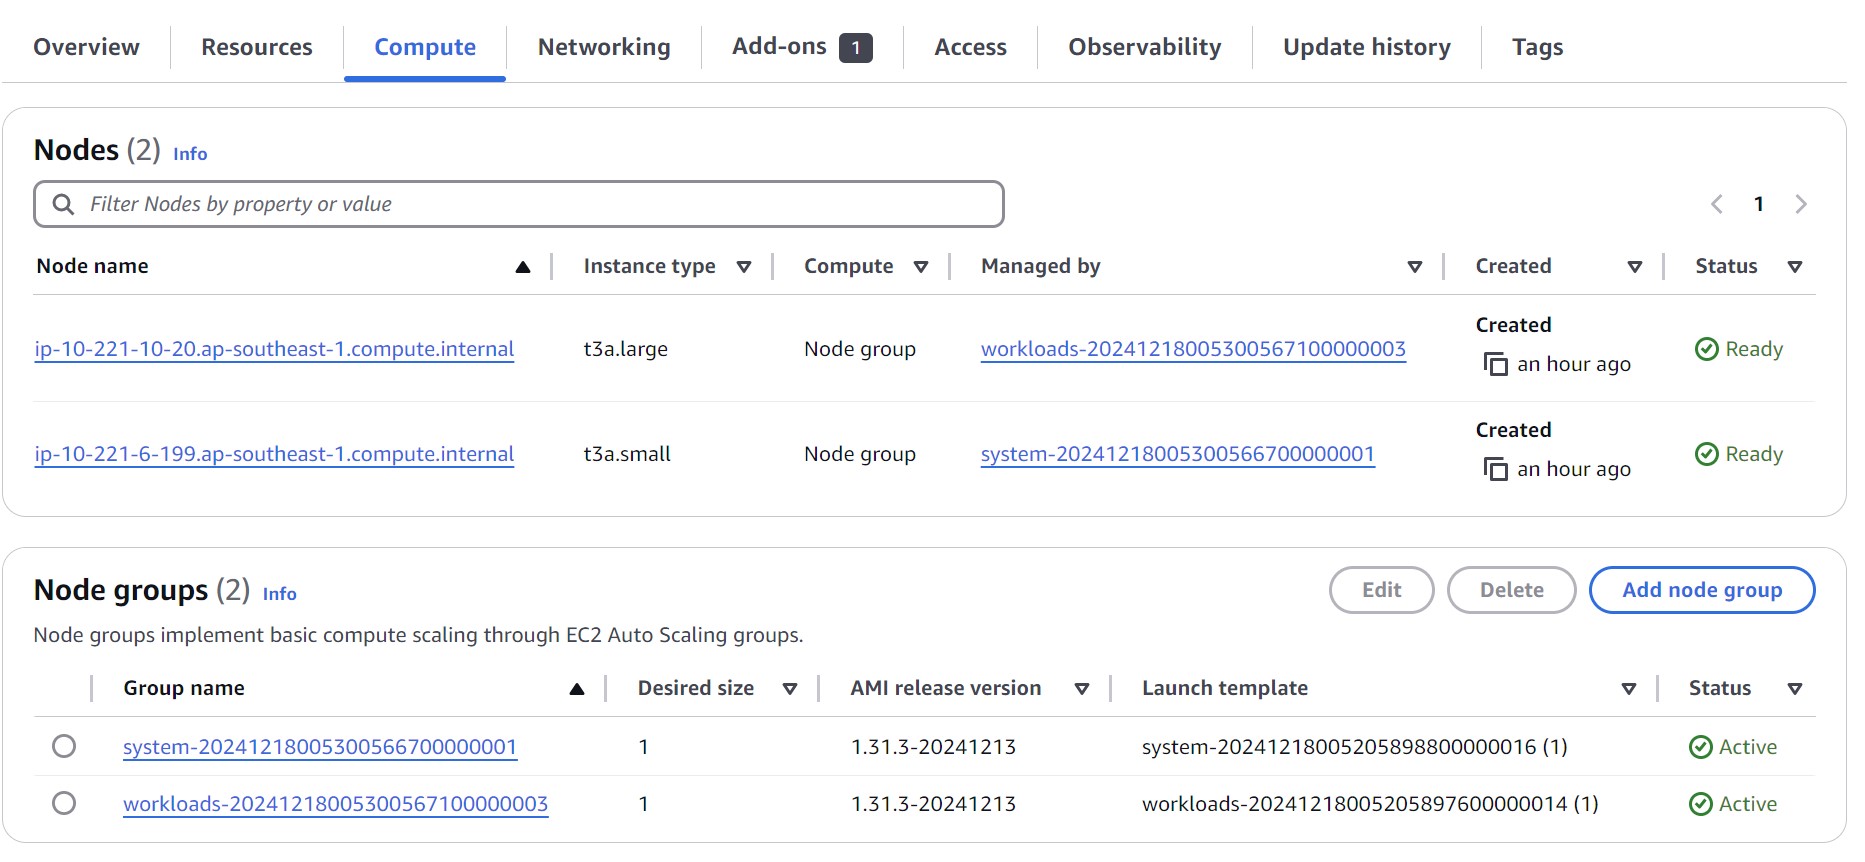 Overview Resources Compute Networking Add-ons 1 Access Observability Update history Tags
Nodes (2) Info
Filter Nodes by property or value
1
Node name Instance type Compute Managed by Created Status
ip-10-221-10-20.ap-southeast-1.compute.internal t3a.large Node group workloads-20241218005300567100000003 Created an hour ago Ready
ip-10-221-6-199.ap-southeast-1.compute.internal t3a.small Node group system-20241218005300566700000001 Created an hour ago Ready
Node groups (2) Info
Edit Delete Add node group
Node groups implement basic compute scaling through EC2 Auto Scaling groups.
Group name Desired size AMI release version Launch template Status
system-20241218005300566700000001 1 1.31.3-20241213 system-20241218005205898800000016 (1) Active
workloads-20241218005300567100000003 1 1.31.3-20241213 workloads-20241218005205897600000014 (1) Active